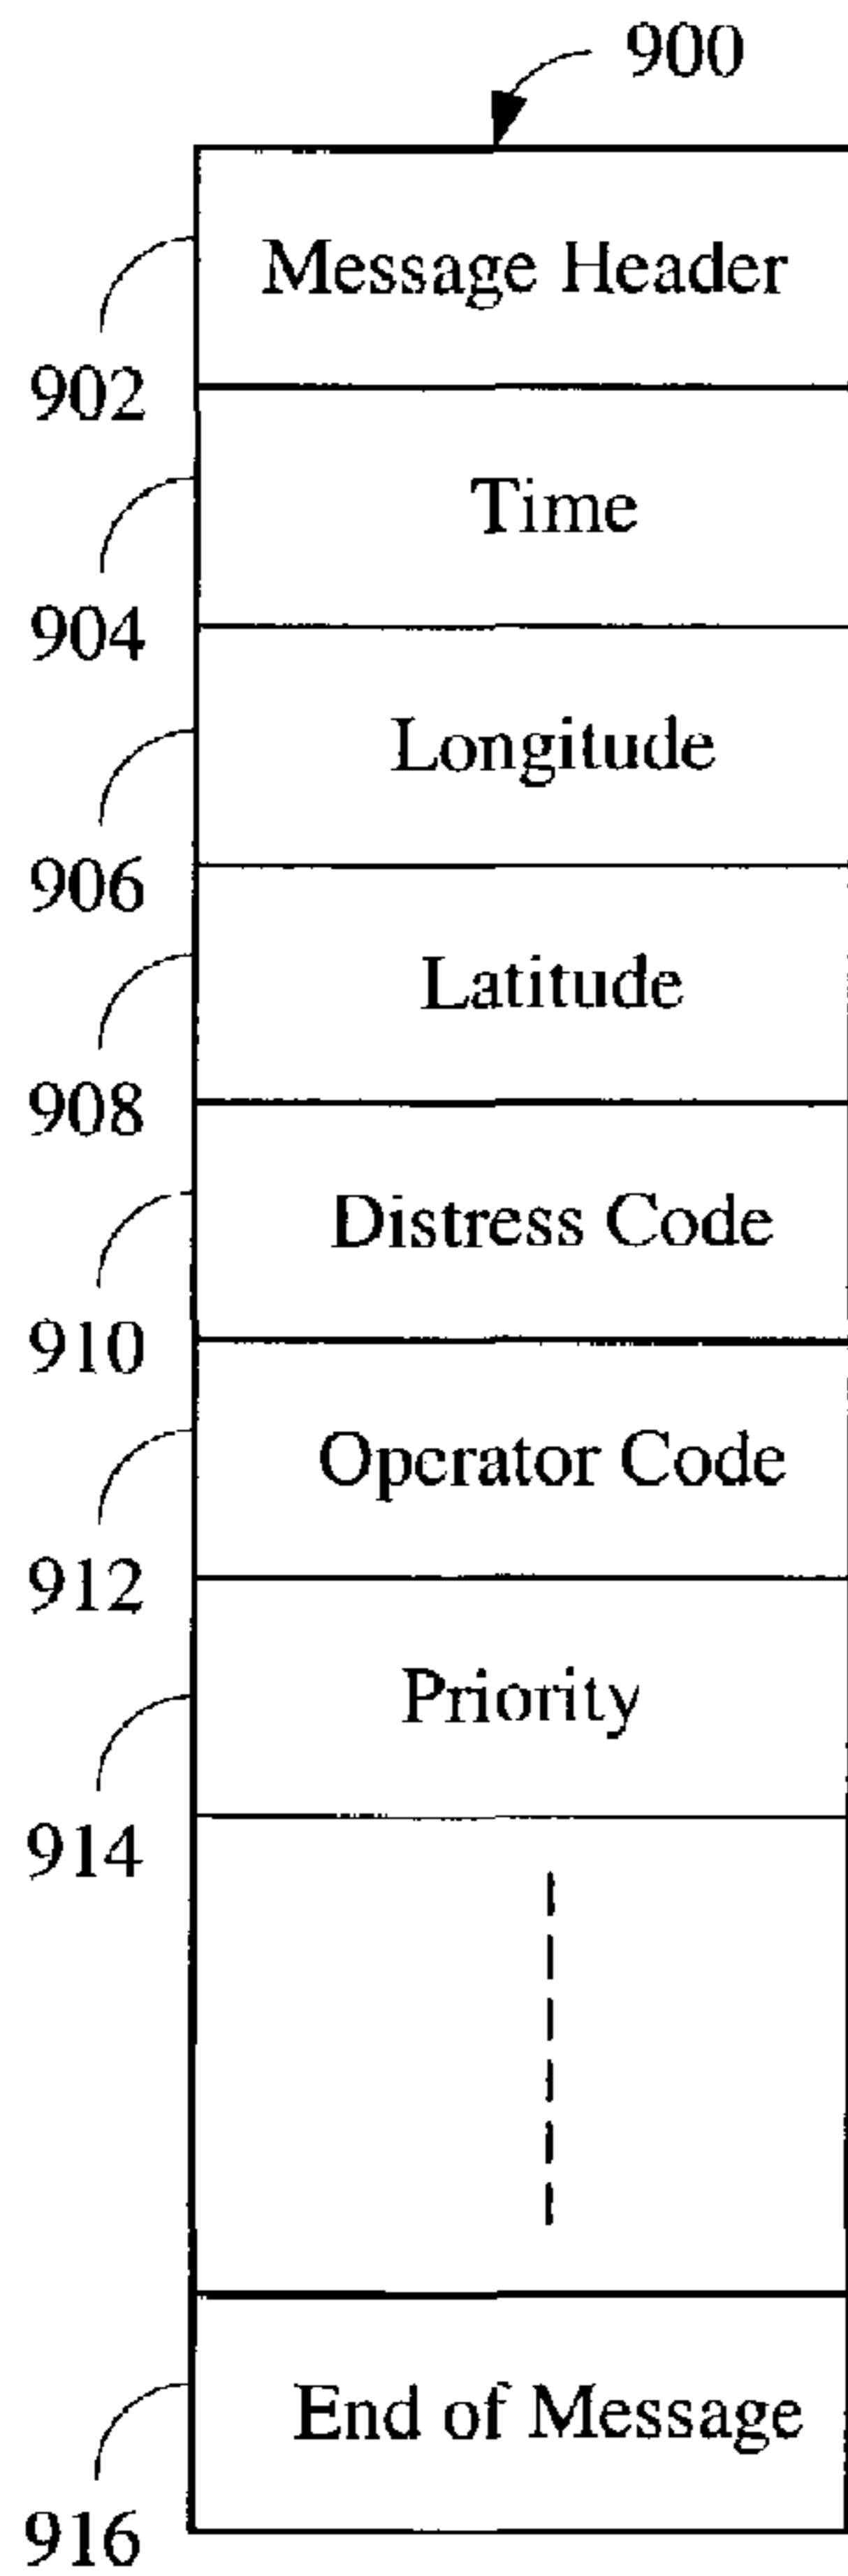 900
Message Header
902
Time
904
Longitude
906
Latitude
908
Distress Code
910
Operator Code
912
Priority
914
End of Message
916